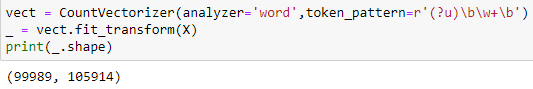 vect = CountVectorizer(analyzer='word',token_pattern=r'(?u)\b\w+\b')
_ = vect.fit_transform(X)
print(_.shape)
(99989, 105914)